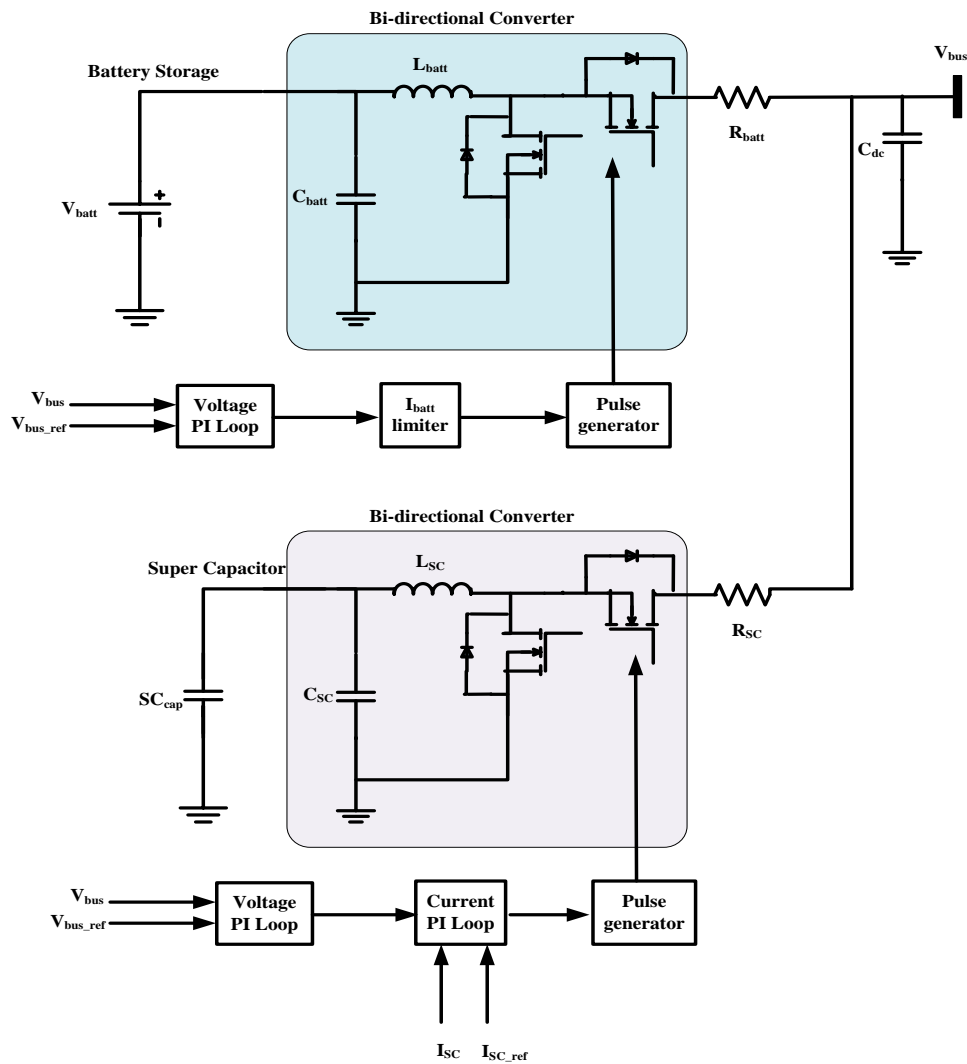 Bi-directional Converter
V_bus
Battery Storage
L_batt
R_batt
C_dc
C_batt
V_batt
+
-
V_bus
V_bus_ref
Voltage
PI Loop
I_batt
limiter
Pulse
generator
Bi-directional Converter
Super Capacitor
L_SC
R_SC
C_SC
SC_cap
V_bus
V_bus_ref
Voltage
PI Loop
Current
PI Loop
Pulse
generator
I_SC
I_SC_ref